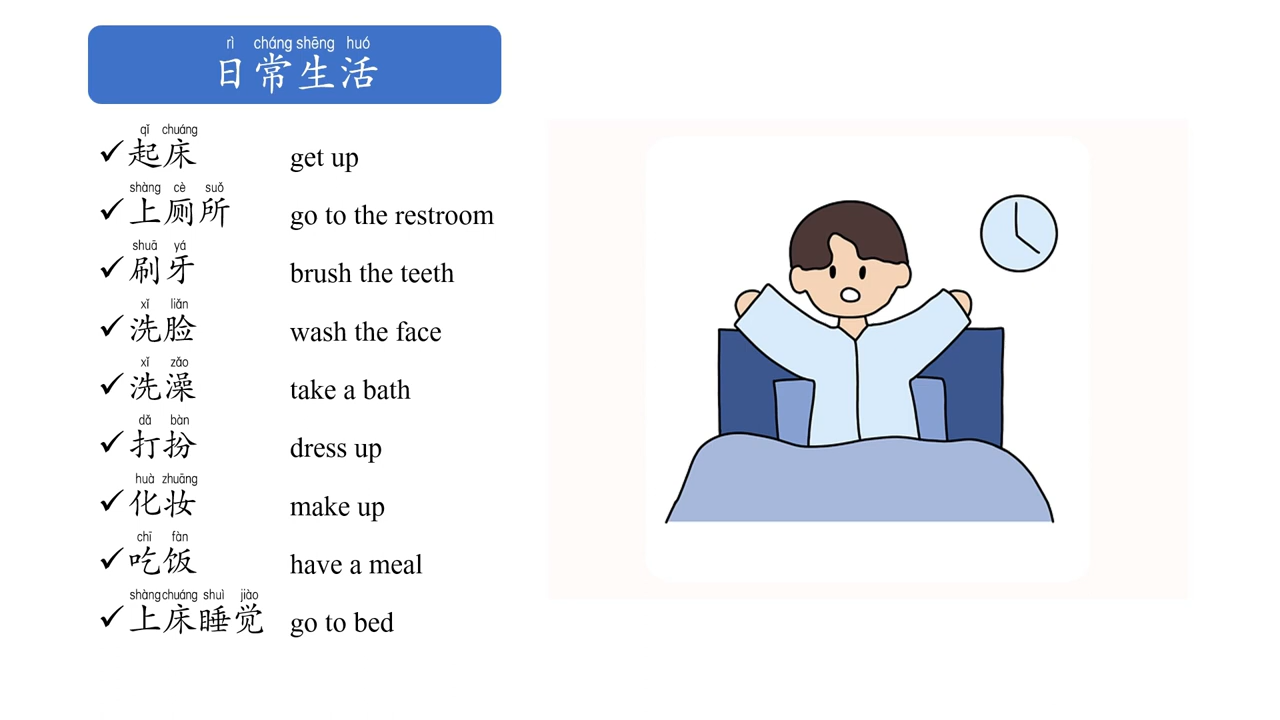 rì cháng shēng huó
日常生活
qǐ chuáng
✓起床 get up
shàng cè suǒ
✓上厕所 go to the restroom
shuā yá
✓刷牙 brush the teeth
xǐ liǎn
✓洗脸 wash the face
xǐ zǎo
✓洗澡 take a bath
dǎ bàn
✓打扮 dress up
huà zhuāng
✓化妆 make up
chī fàn
✓吃饭 have a meal
shàng chuáng shuì jiào
✓上床睡觉 go to bed